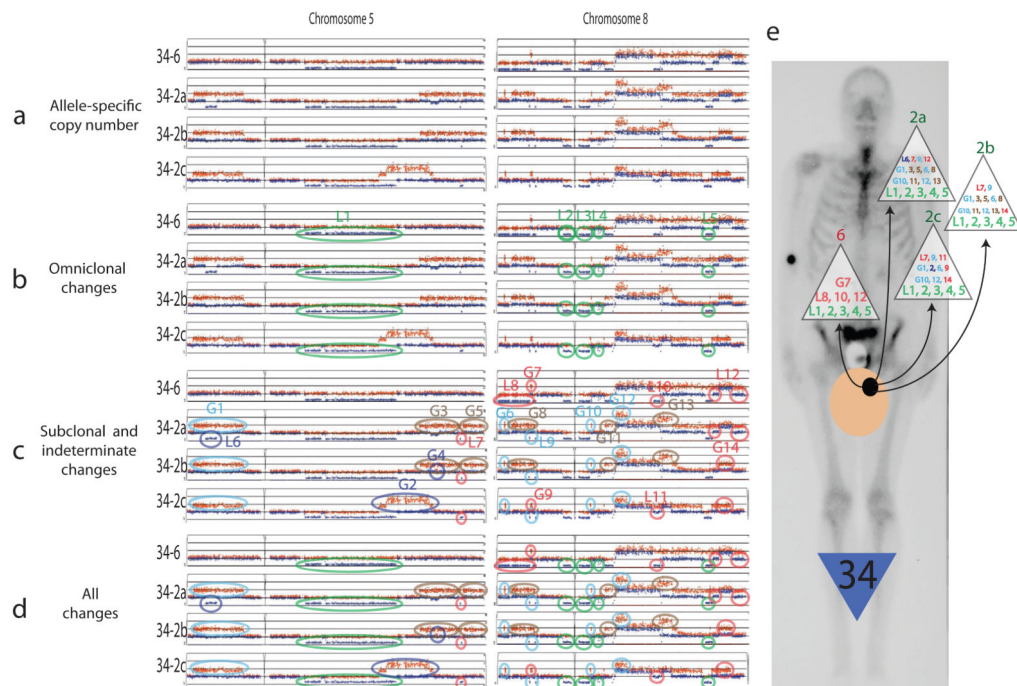 Chromosome 5
Chromosome 8
a
Allele-specific
copy number
34-6
34-2a
34-2b
34-2c
b
Omniclonal
changes
34-6
34-2a
34-2b
34-2c
L1
L2
L3
L4
L5
c
Subclonal and
indeterminate
changes
34-6
34-2a
34-2b
34-2c
G7
L8
L10
L12
G1
L6
G3
G5
L7
G6
G8
L9
G10
G12
G11
G13
G4
G14
G2
G9
L11
d
All
changes
34-6
34-2a
34-2b
34-2c
e
2a
L6, 7, 9, 12
G1, 3, 5, 6, 8
G10, 11, 12, 13
L1, 2, 3, 4, 5
2b
L7, 9
G1, 3, 5, 6, 8
G10, 11, 12, 13, 14
L1, 2, 3, 4, 5
2c
L7, 9, 11
G1, 2, 6, 9
G10, 12, 14
L1, 2, 3, 4, 5
6
G7
L8, 10, 12
L1, 2, 3, 4, 5
34